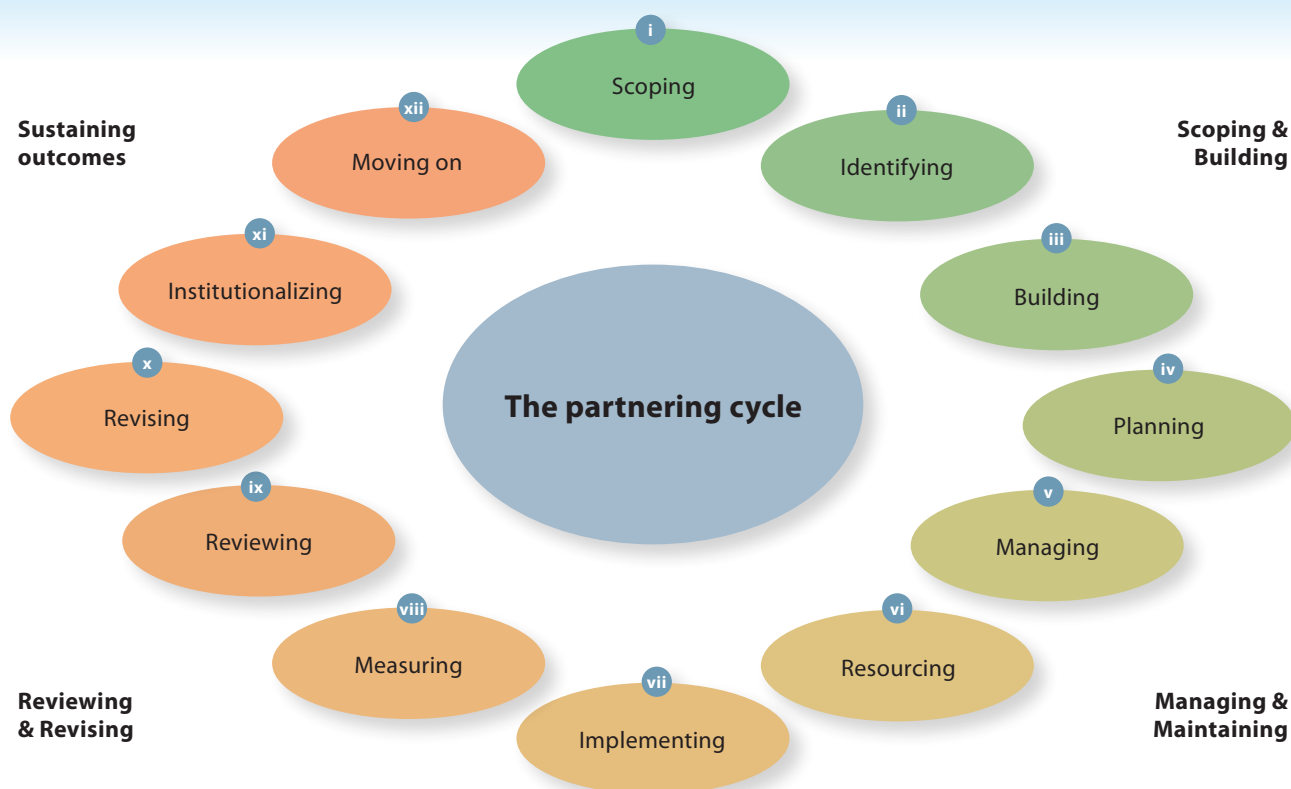 i
Scoping
xii
Moving on
ii
Identifying
Sustaining
outcomes
Scoping &
Building
xi
Institutionalizing
iii
Building
The partnering cycle
x
Revising
iv
Planning
ix
Reviewing
v
Managing
viii
Measuring
vi
Resourcing
vii
Implementing
Reviewing
& Revising
Managing &
Maintaining